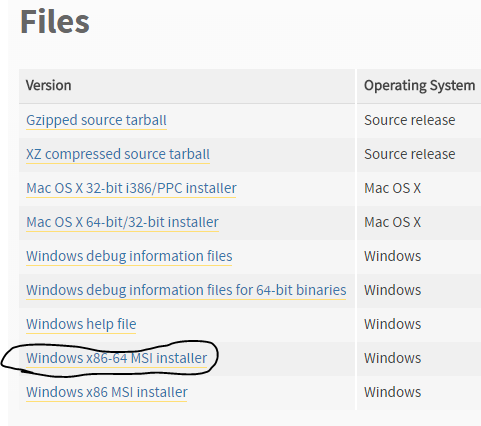 Files
Version Operating System
Gzipped source tarball Source release
XZ compressed source tarball Source release
Mac OS X 32-bit i386/PPC installer Mac OS X
Mac OS X 64-bit/32-bit installer Mac OS X
Windows debug information files Windows
Windows debug information files for 64-bit binaries Windows
Windows help file Windows
Windows x86-64 MSI installer Windows
Windows x86 MSI installer Windows